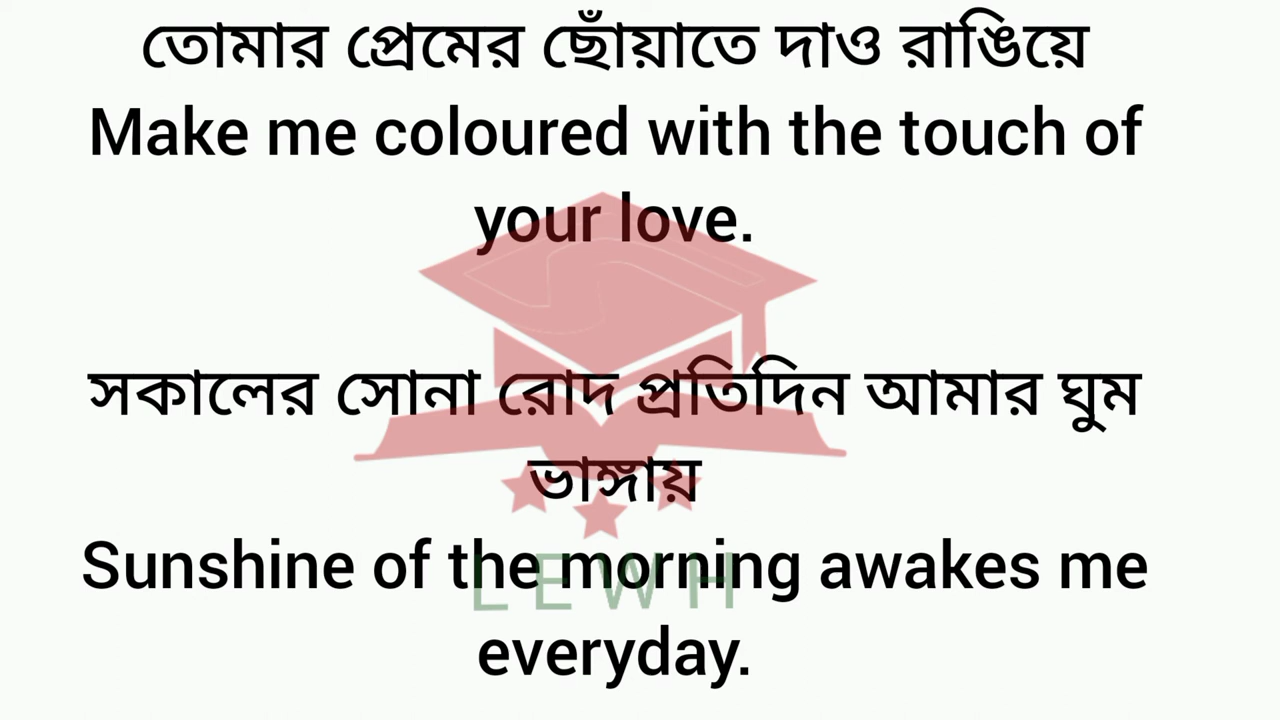 তোমার প্রেমের ছোঁয়াতে দাও রাঙিয়ে
Make me coloured with the touch of
your love.
সকালের সোনা রোদ প্রতিদিন আমার ঘুম
ভাঙ্গায়
Sunshine of the morning awakes me
everyday.
LEWH